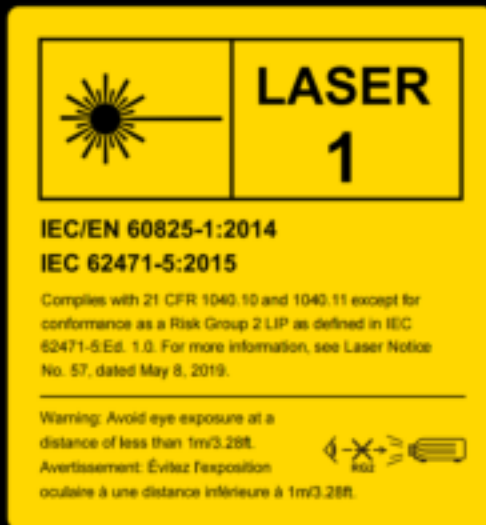 LASER
1
IEC/EN 60825-1:2014
IEC 62471-5:2015
Complies with 21 CFR 1040.10 and 1040.11 except for
conformance as a Risk Group 2 LIP as defined in IEC
62471-5:Ed. 1.0. For more information, see Laser Notice
No. 57, dated May 8, 2019.
Warning: Avoid eye exposure at a
distance of less than 1m/3.28ft.
Avertissement: Évitez l'exposition
oculaire à une distance inférieure à 1m/3.28ft.
RG2